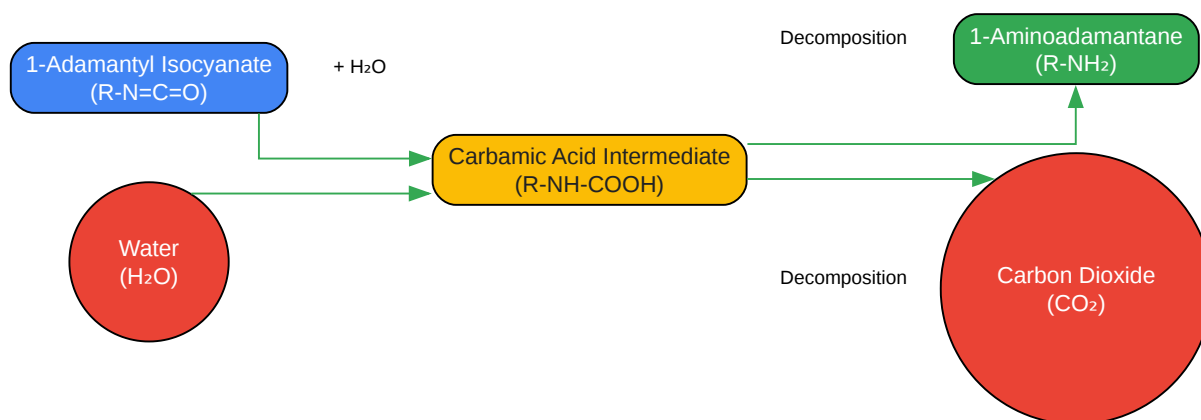 1-Adamantyl Isocyanate
(R-N=C=O)
+ H₂O
Decomposition
1-Aminoadamantane
(R-NH₂)
Carbamic Acid Intermediate
(R-NH-COOH)
Water
(H₂O)
Decomposition
Carbon Dioxide
(CO₂)